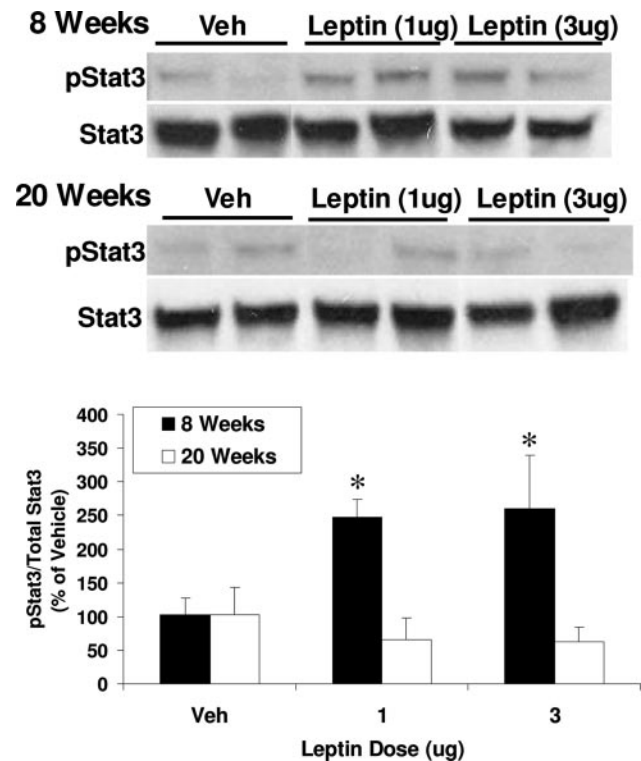 8 Weeks Veh Leptin (1ug) Leptin (3ug)
pStat3
Stat3
20 Weeks Veh Leptin (1ug) Leptin (3ug)
pStat3
Stat3
pStat3/Total Stat3
(% of Vehicle)
400
350
300
250
200
150
100
50
0
8 Weeks
20 Weeks
*
*
Veh 1 3
Leptin Dose (ug)